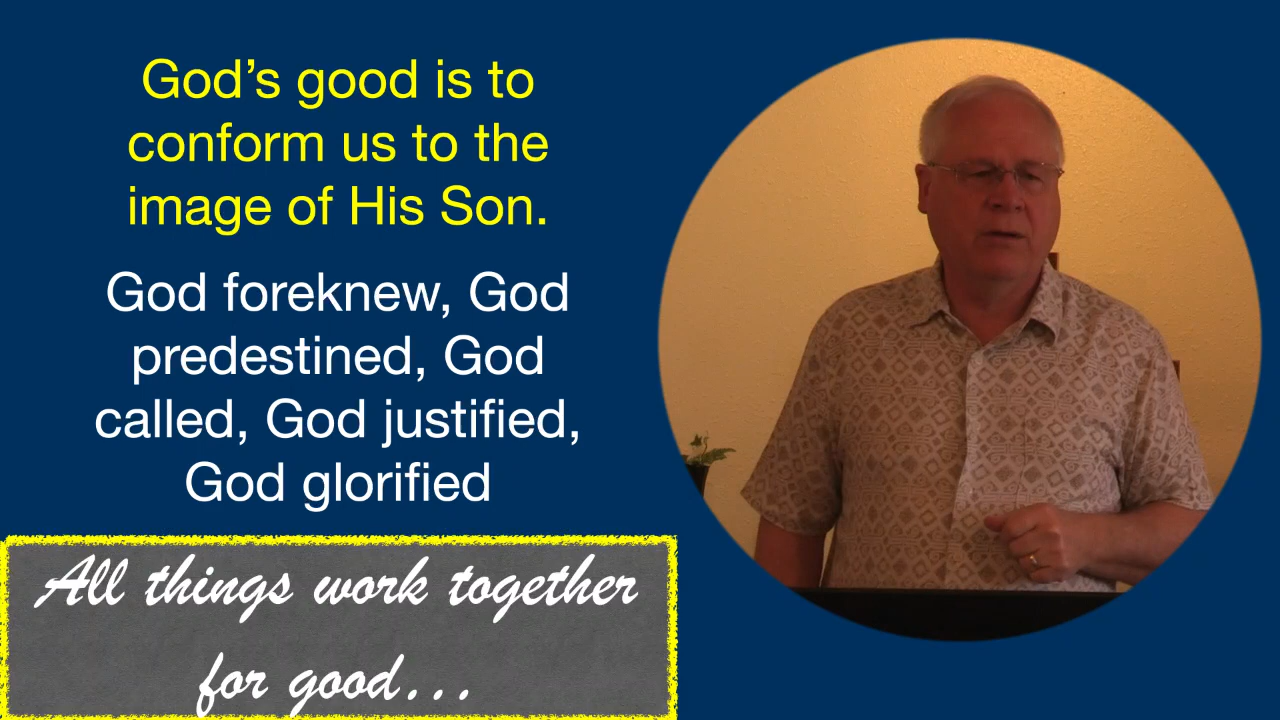 God’s good is to
conform us to the
image of His Son.
God foreknew, God
predestined, God
called, God justified,
God glorified
All things work together
for good...